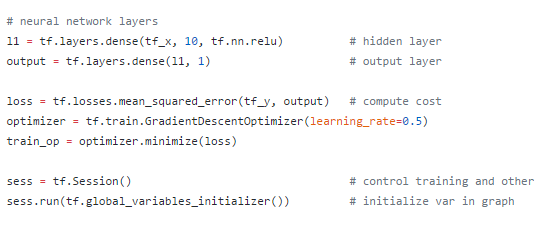 # neural network layers
l1 = tf.layers.dense(tf_x, 10, tf.nn.relu)          # hidden layer
output = tf.layers.dense(l1, 1)                     # output layer

loss = tf.losses.mean_squared_error(tf_y, output)   # compute cost
optimizer = tf.train.GradientDescentOptimizer(learning_rate=0.5)
train_op = optimizer.minimize(loss)

sess = tf.Session()                                 # control training and other
sess.run(tf.global_variables_initializer())         # initialize var in graph